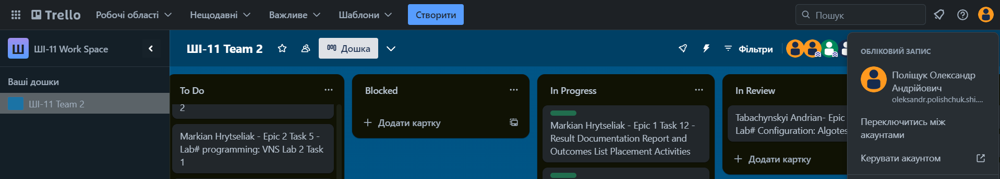 Trello
Робочі області
Нещодавні
Важливе
Шаблони
Створити
Пошук
Ш
ШІ-11 Work Space
Ваші дошки
ШІ-11 Team 2
ШІ-11 Team 2
Дошка
Фільтри
To Do
2
Markian Hrytseliak - Epic 2 Task 5 -
Lab# programming: VNS Lab 2 Task
1
Blocked
Додати картку
In Progress
Markian Hrytseliak - Epic 1 Task 12 -
Result Documentation Report and
Outcomes List Placement Activities
In Review
Tabachynskyi Andrian- Epic
Lab# Configuration: Algotes
Додати картку
ОБЛІКОВИЙ ЗАПИС
Поліщук Олександр
Андрійович
oleksandr.polishchuk.shi....
Переключитись між
акаунтами
Керувати акаунтом